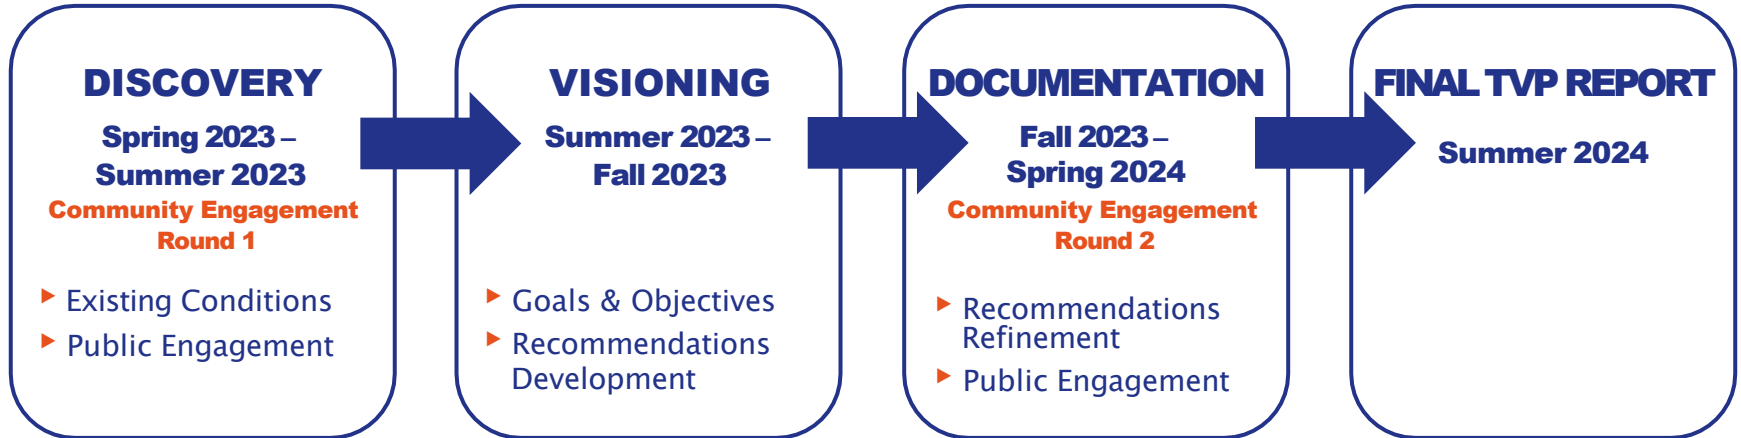 DISCOVERY
Spring 2023 –
Summer 2023
Community Engagement
Round 1
Existing Conditions
Public Engagement
VISIONING
Summer 2023 –
Fall 2023
Goals & Objectives
Recommendations
Development
DOCUMENTATION
Fall 2023 –
Spring 2024
Community Engagement
Round 2
Recommendations
Refinement
Public Engagement
FINAL TVP REPORT
Summer 2024